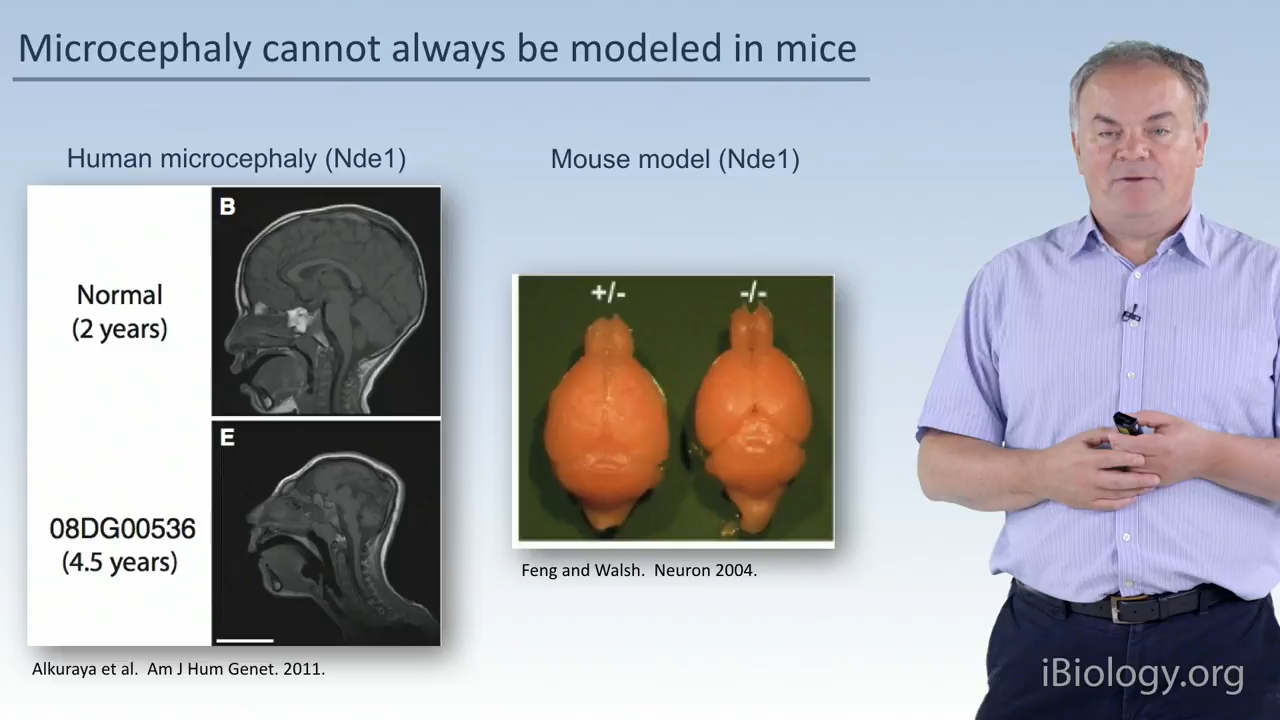 Microcephaly cannot always be modeled in mice
Human microcephaly (Nde1)
Mouse model (Nde1)
B
Normal
(2 years)
E
08DG00536
(4.5 years)
+/-
-/-
Feng and Walsh. Neuron 2004.
Alkuraya et al. Am J Hum Genet. 2011.
iBiology.org